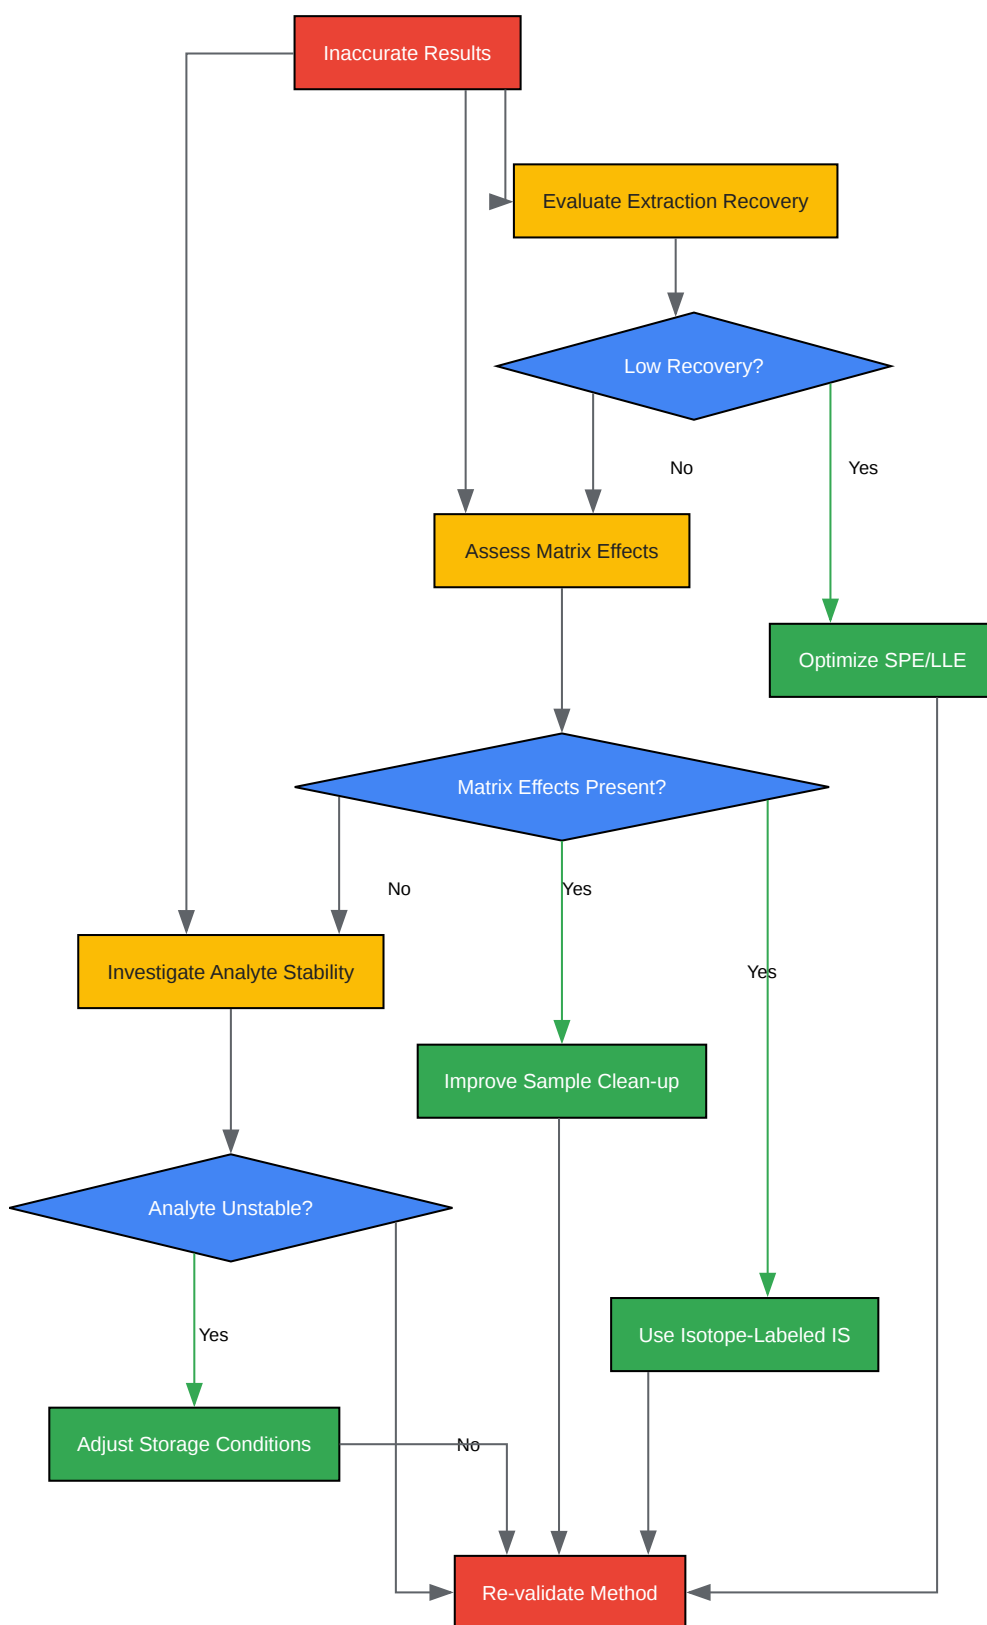 Inaccurate Results
Evaluate Extraction Recovery
Low Recovery?
No
Yes
Assess Matrix Effects
Optimize SPE/LLE
Matrix Effects Present?
No
Yes
Yes
Investigate Analyte Stability
Improve Sample Clean-up
Analyte Unstable?
Yes
Use Isotope-Labeled IS
Adjust Storage Conditions
No
Re-validate Method